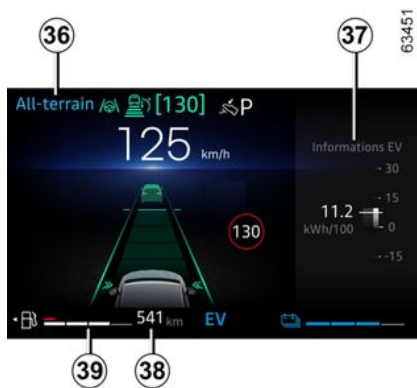 36
37
63451
All-terrain [130] P
125 km/h
Informations EV
30
15
11.2
kWh/100
0
-15
130
541 km EV
39
38